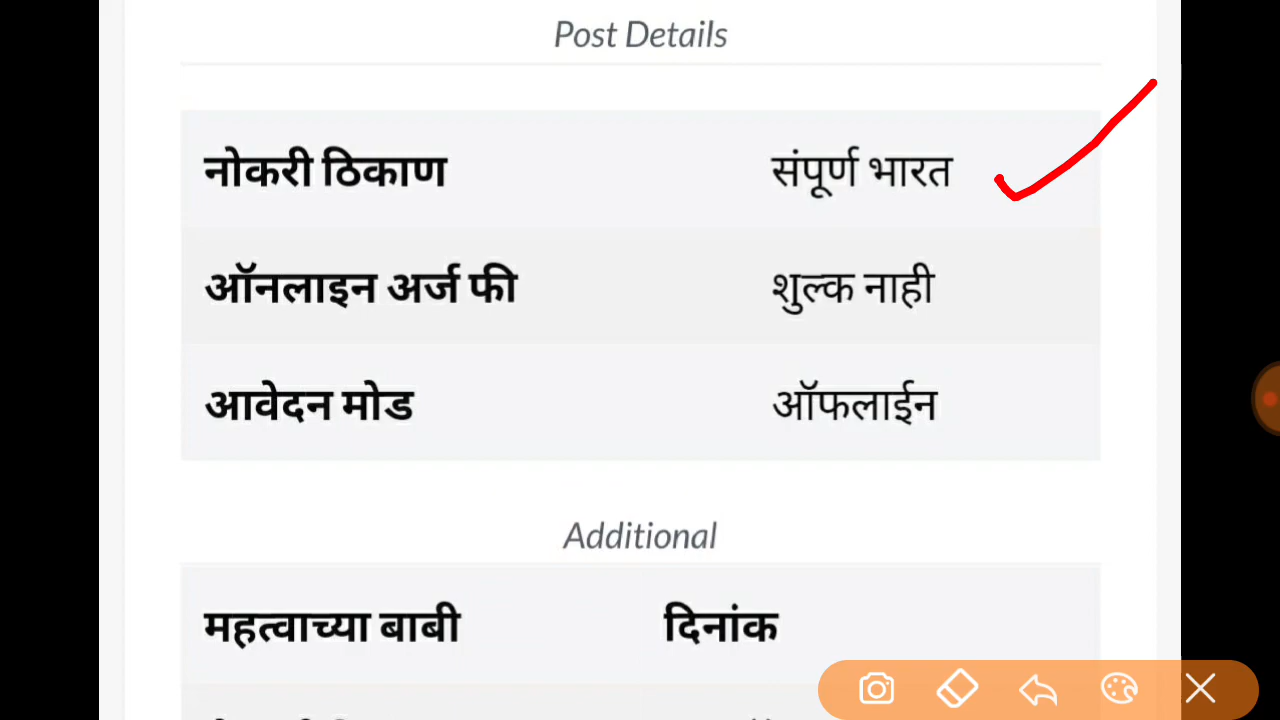 Post Details
नोकरी ठिकाण संपूर्ण भारत
ऑनलाइन अर्ज फी शुल्क नाही
आवेदन मोड ऑफलाईन
Additional
महत्वाच्या बाबी दिनांक